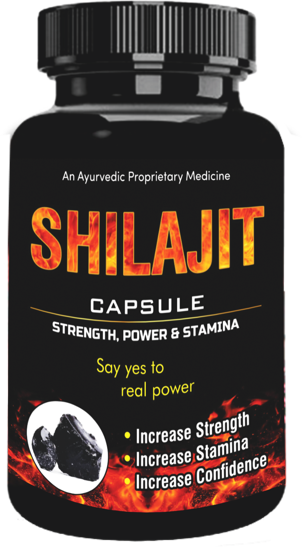 An Ayurvedic Proprietary Medicine
SHILAJIT
CAPSULE
STRENGTH, POWER & STAMINA
Say yes to
real power
• Increase Strength
• Increase Stamina
• Increase Confidence